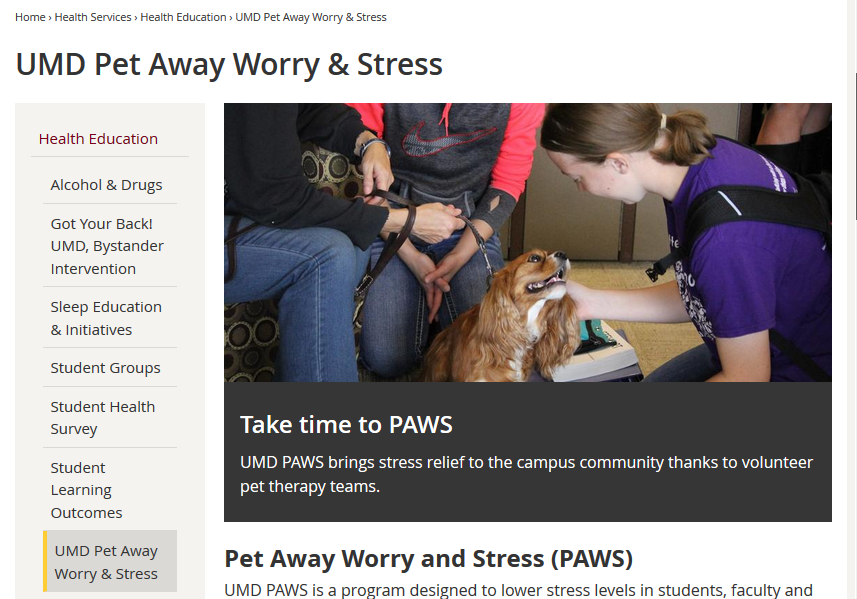 Home › Health Services › Health Education › UMD Pet Away Worry & Stress
UMD Pet Away Worry & Stress
Health Education
Alcohol & Drugs
Got Your Back!
UMD, Bystander
Intervention
Sleep Education
& Initiatives
Student Groups
Student Health
Survey
Student
Learning
Outcomes
UMD Pet Away
Worry & Stress
Take time to PAWS
UMD PAWS brings stress relief to the campus community thanks to volunteer
pet therapy teams.
Pet Away Worry and Stress (PAWS)
UMD PAWS is a program designed to lower stress levels in students, faculty and